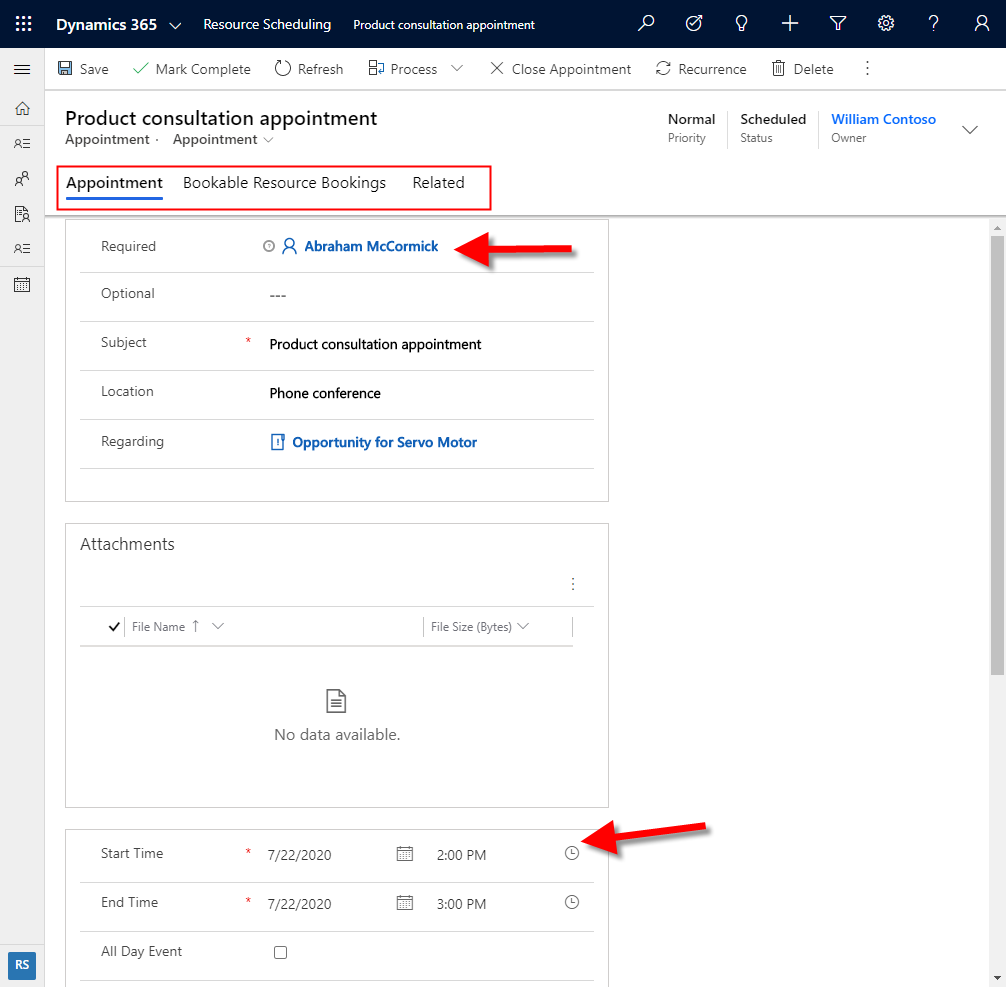 Dynamics 365 Resource Scheduling Product consultation appointment
Save Mark Complete Refresh Process Close Appointment Recurrence Delete
Product consultation appointment
Appointment · Appointment
Normal
Priority
Scheduled
Status
William Contoso
Owner
Appointment Bookable Resource Bookings Related
Required Abraham McCormick
Optional ---
Subject * Product consultation appointment
Location Phone conference
Regarding Opportunity for Servo Motor
Attachments
File Name ↑ File Size (Bytes)
No data available.
Start Time * 7/22/2020 2:00 PM
End Time * 7/22/2020 3:00 PM
All Day Event
RS